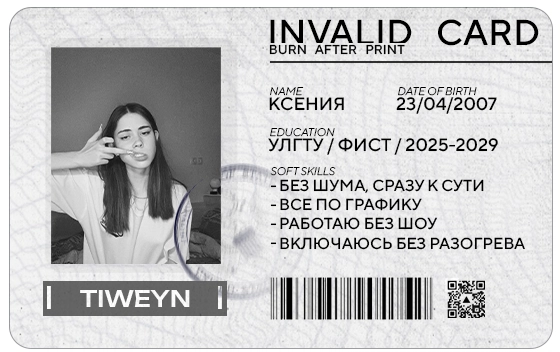 INVALID CARD
BURN AFTER PRINT
NAME
КСЕНИЯ
DATE OF BIRTH
23/04/2007
EDUCATION
УЛГТУ / ФИСТ / 2025-2029
SOFT SKILLS
- БЕЗ ШУМА, СРАЗУ К СУТИ
- ВСЕ ПО ГРАФИКУ
- РАБОТАЮ БЕЗ ШОУ
- ВКЛЮЧАЮСЬ БЕЗ РАЗОГРЕВА
[ TIWEYN ]